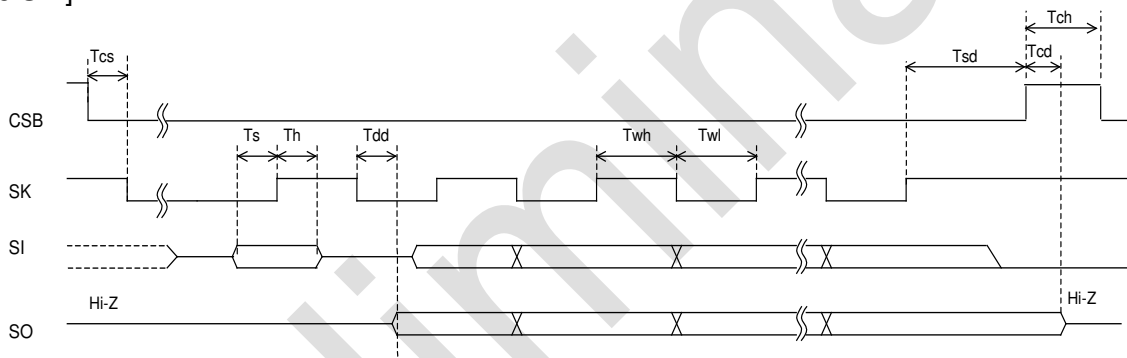 Tch
Tcs
Tsd
Tcd
CSB
Ts
Th
Tdd
Twh
Twl
SK
SI
Hi-Z
Hi-Z
SO